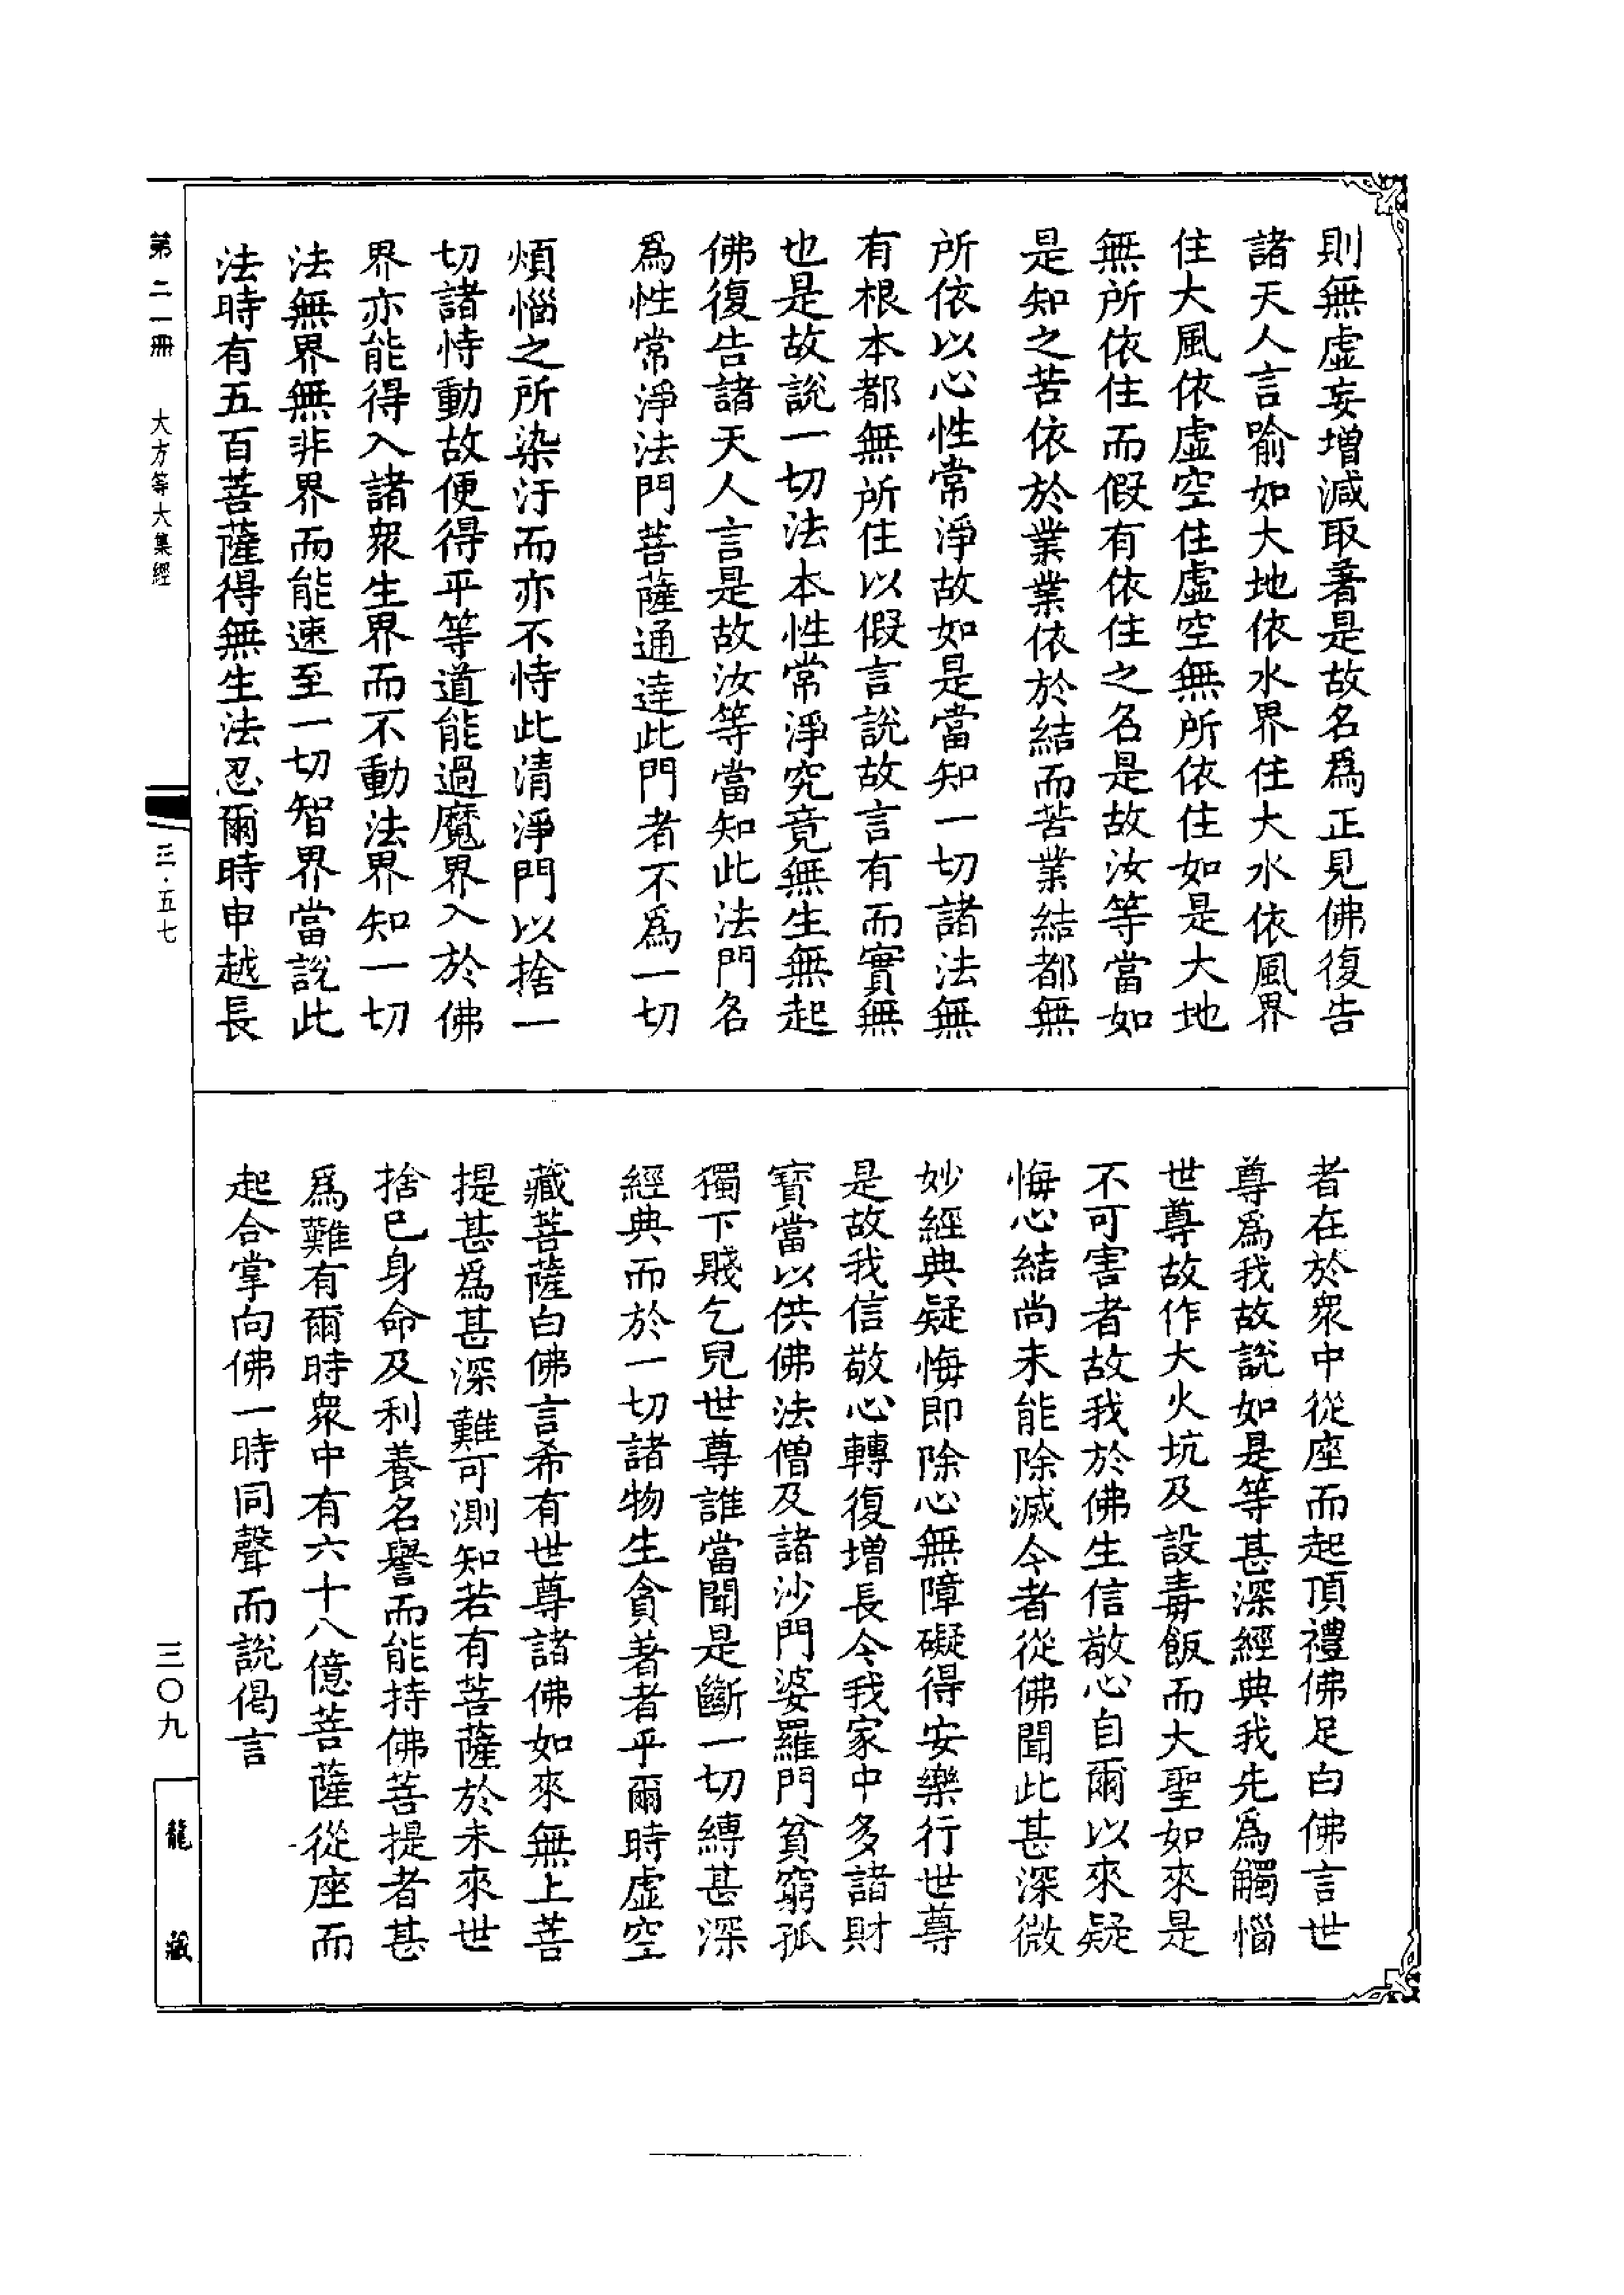 則無虛妄增減取著是故名爲正見佛復告
諸天人言喻如大地依水界住大水依風界
住大風依虛空住虛空無所依住如是大地
無所依住而假有依住之名是故汝等當如
是知之苦依於業業依於結而苦業結都無
所依以心性常淨故如是當知一切諸法無
有根本都無所住以假言說故言有而實無
也是故說一切法本性常淨究竟無生無起
佛復告諸天人言是故汝等當知此法門名
爲性常淨法門菩薩通達此門者不爲一切
煩惱之所染汙而亦不恃此清淨門以捨一
切諸恃動故便得平等道能過魔界入於佛
界亦能得入諸衆生界而不動法界知一切
法無界無非界而能速至一切智界當說此
法時有五百菩薩得無生法忍爾時申越長
者在於衆中從座而起頂禮佛足白佛言世
尊爲我故說如是等甚深經典我先爲觸惱
世尊故作大火坑及設毒飯而大聖如來是
不可害者故我於佛生信敬心自爾以來疑
悔心結尚未能除滅今者從佛聞此甚深微
妙經典疑悔即除心無障礙得安樂行世尊
是故我信敬心轉復增長今我家中多諸財
寶當以供佛法僧及諸沙門婆羅門貧窮孤
獨下賤乞兒世尊誰當聞是斷一切縛甚深
經典而於一切諸物生貪著者乎爾時虛空
藏菩薩白佛言希有世尊諸佛如來無上菩
提甚爲甚深難可測知若有菩薩於未來世
捨已身命及利養名譽而能持佛菩提者甚
爲難有爾時衆中有六十八億菩薩從座而
起合掌向佛一時同聲而說偈言
第二一冊 大方等大集經 三·五七 三〇九
龍藏